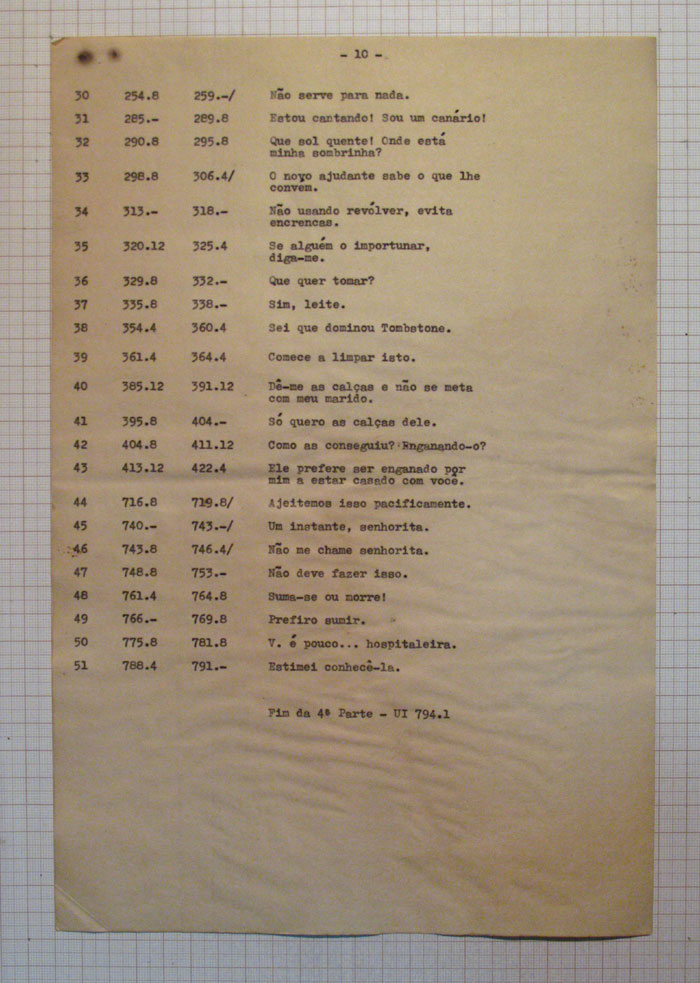 - 10 -
30 254.8 259.-/ Não serve para nada.
31 285.- 289.8 Estou cantando! Sou um canário!
32 290.8 295.8 Que sol quente! Onde está
minha sombrinha?
33 298.8 306.4/ O novo ajudante sabe o que lhe
convem.
34 313.- 318.- Não usando revólver, evita
encrencas.
35 320.12 325.4 Se alguém o importunar,
diga-me.
36 329.8 332.- Que quer tomar?
37 335.8 338.- Sim, leite.
38 354.4 360.4 Sei que dominou Tombstone.
39 361.4 364.4 Comece a limpar isto.
40 385.12 391.12 Dê-me as calças e não se meta
com meu marido.
41 395.8 404.- Só quero as calças dele.
42 404.8 411.12 Como as conseguiu? Enganando-o?
43 413.12 422.4 Ele prefere ser enganado por
mim a estar casado com você.
44 716.8 719.8/ Ajeitemos isso pacificamente.
45 740.- 743.-/ Um instante, senhorita.
46 743.8 746.4/ Não me chame senhorita.
47 748.8 753.- Não deve fazer isso.
48 761.4 764.8 Suma-se ou morre!
49 766.- 769.8 Prefiro sumir.
50 775.8 781.8 V. é pouco... hospitaleira.
51 788.4 791.- Estimei conhecê-la.
Fim da 4ª Parte - UI 794.1